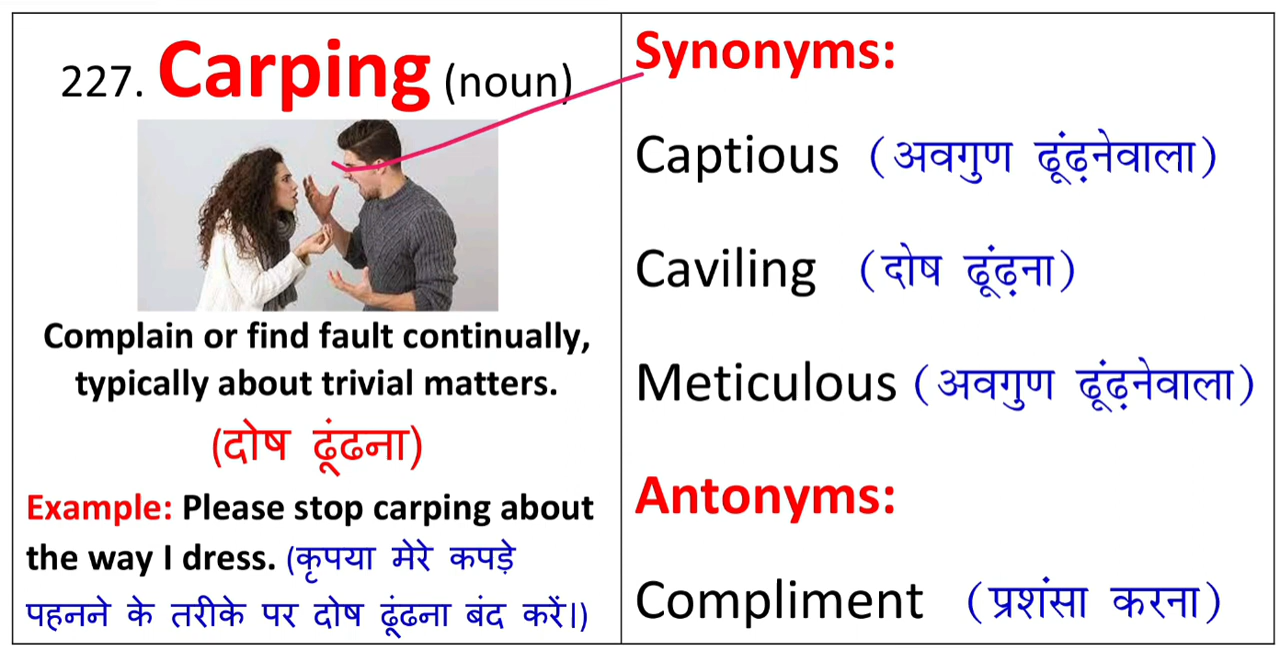 227. Carping (noun)
Complain or find fault continually,
typically about trivial matters.
(दोष ढूंढना)
Example: Please stop carping about
the way I dress. (कृपया मेरे कपड़े
पहनने के तरीके पर दोष ढूंढना बंद करें।)
Synonyms:
Captious (अवगुण ढूंढ़नेवाला)
Caviling (दोष ढूंढ़ना)
Meticulous (अवगुण ढूंढ़नेवाला)
Antonyms:
Compliment (प्रशंसा करना)